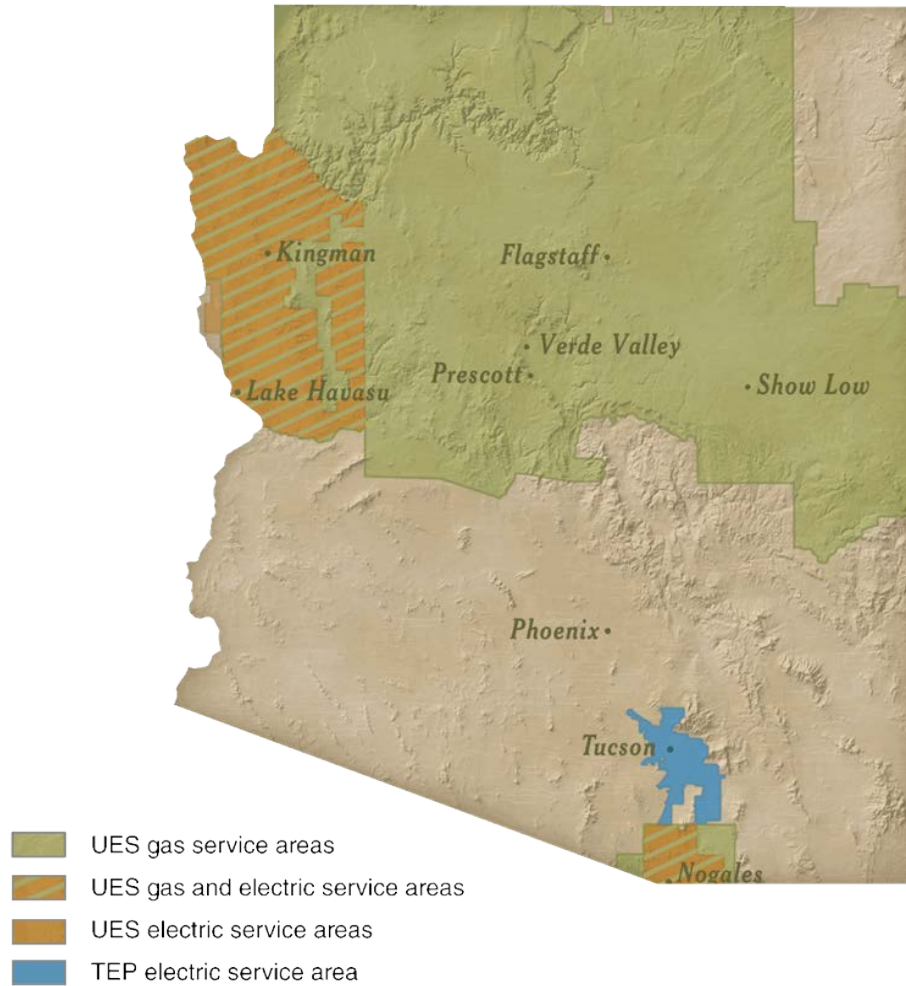 Kingman
Flagstaff
Verde Valley
Prescott
Lake Havasu
Show Low
Phoenix
Tucson
Nogales
UES gas service areas
UES gas and electric service areas
UES electric service areas
TEP electric service area